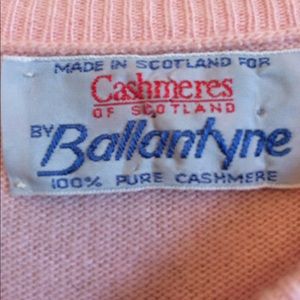 MADE IN SCOTLAND FOR
Cashmeres
OF SCOTLAND
BY Ballantyne
100% PURE CASHMERE